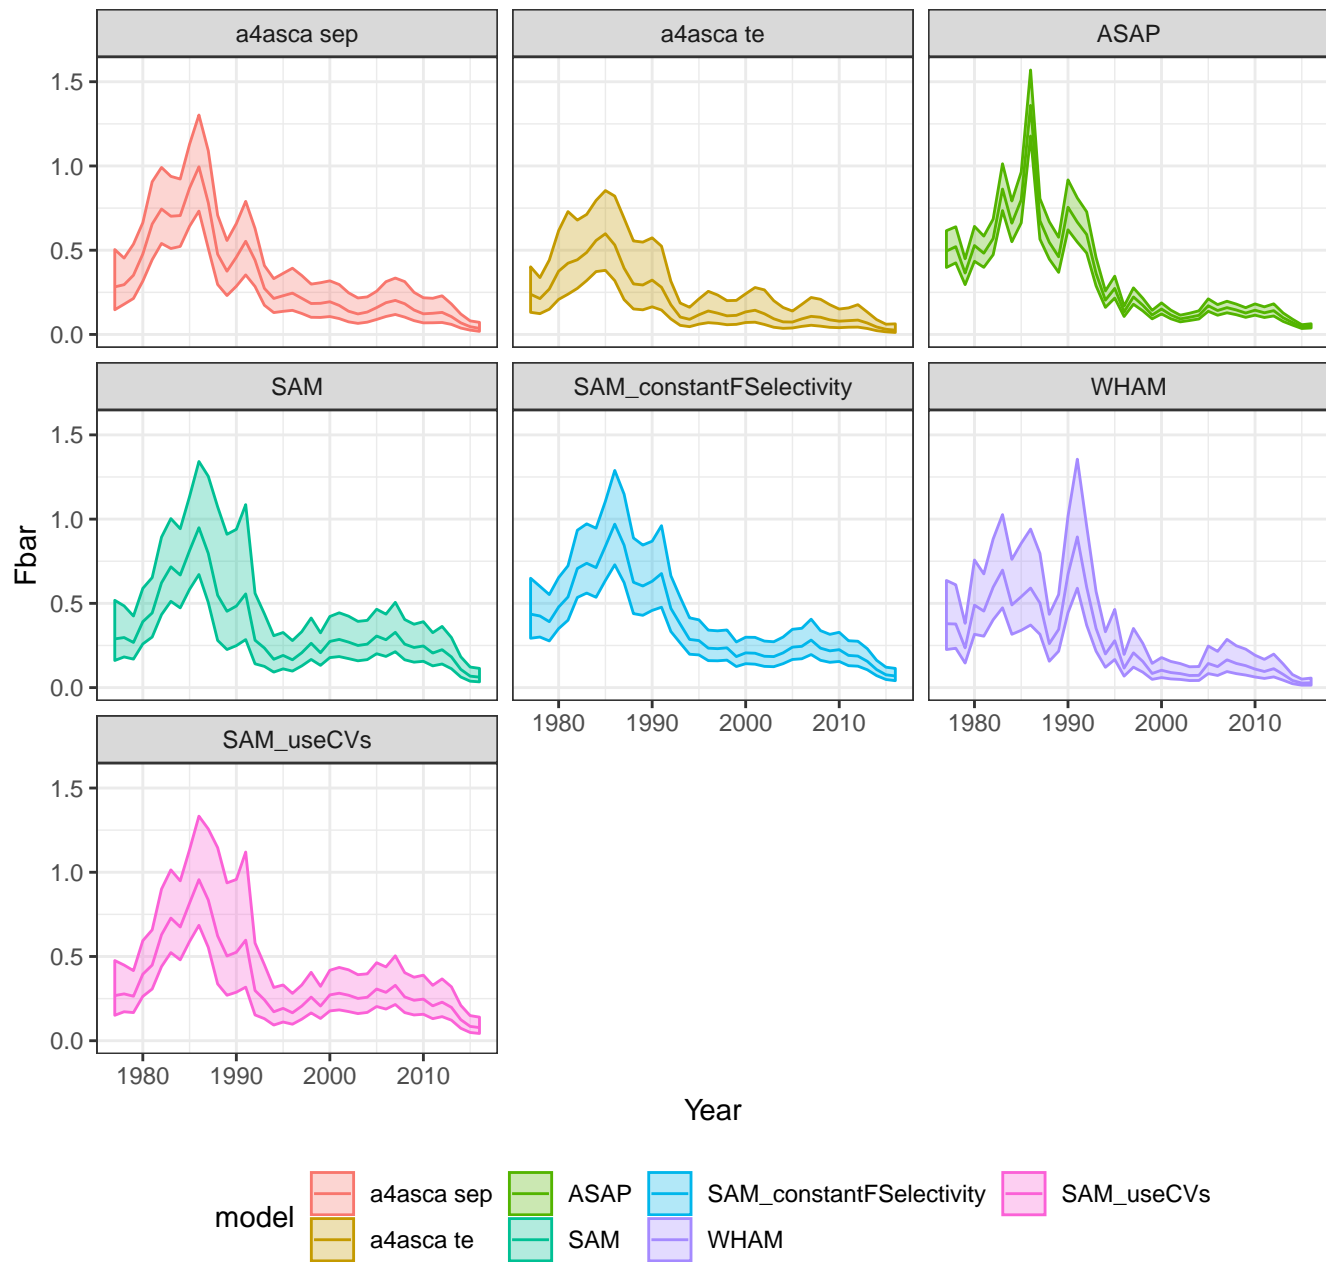 a4asca sep a4asca te ASAP
1.5
1.0
0.5
0.0
SAM SAM_constantFSelectivity WHAM
1.5
1.0
0.5
0.0
1980 1990 2000 2010 1980 1990 2000 2010
SAM_useCVs
1.5
1.0
0.5
0.0
1980 1990 2000 2010
Fbar
Year
model
a4asca sep ASAP SAM_constantFSelectivity SAM_useCVs
a4asca te SAM WHAM